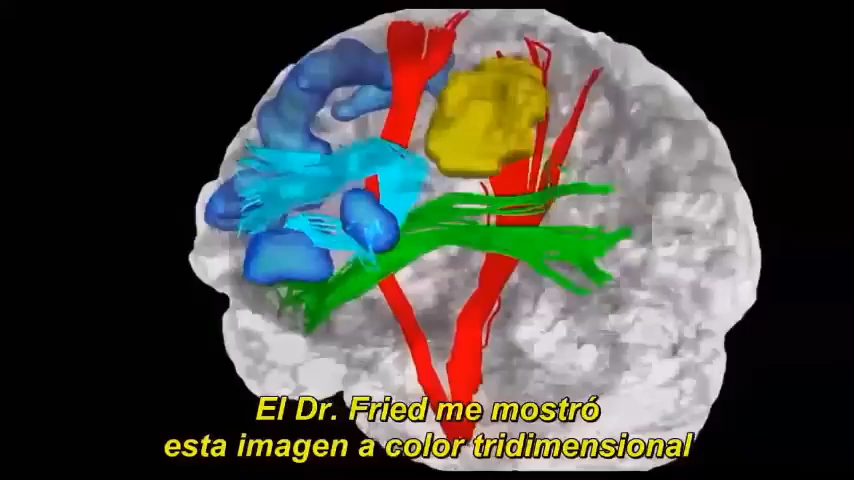 El Dr. Fried me mostró
esta imagen a color tridimensional